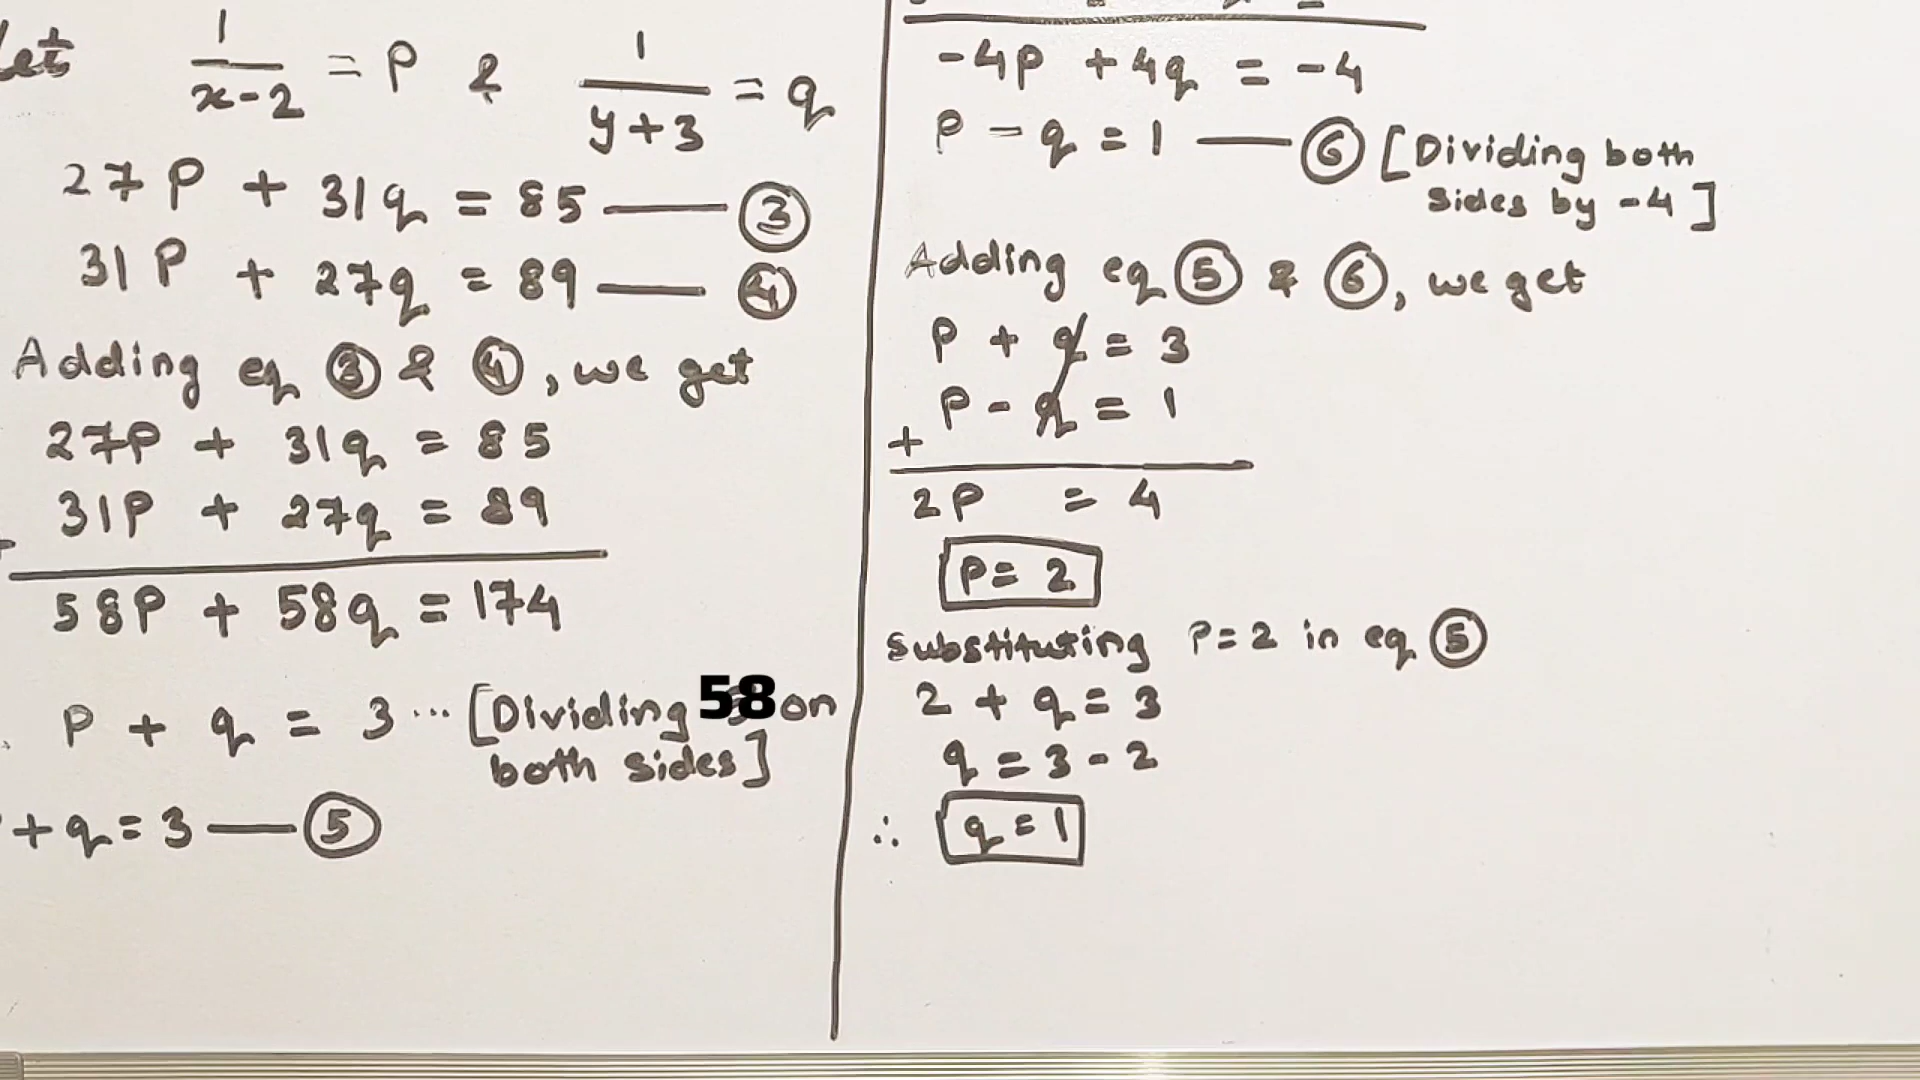 Let 1/(x-2) = P & 1/(y+3) = q
27P + 31q = 85 — ③
31P + 27q = 89 — ④
Adding eq ③ & ④, we get
27P + 31q = 85
31P + 27q = 89
58P + 58q = 174
P + q = 3 ... [Dividing 58 on
both sides]
+ q = 3 — ⑤
-4P + 4q = -4
P - q = 1 — ⑥ [Dividing both
sides by -4]
Adding eq ⑤ & ⑥, we get
P + q = 3
+ P - q = 1
2P = 4
P = 2
Substituting P = 2 in eq ⑤
2 + q = 3
q = 3 - 2
∴ q = 1